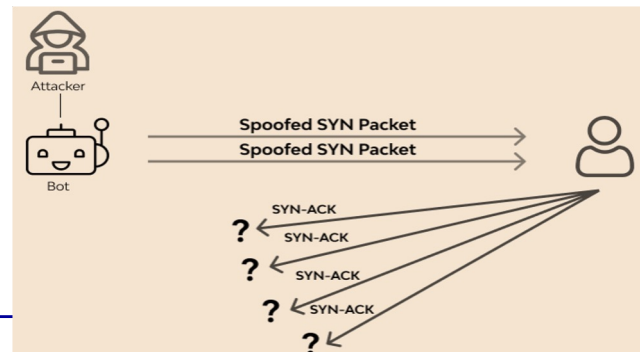 Attacker
Spoofed SYN Packet
Spoofed SYN Packet
Bot
SYN-ACK
?
SYN-ACK
?
SYN-ACK
?
SYN-ACK
?